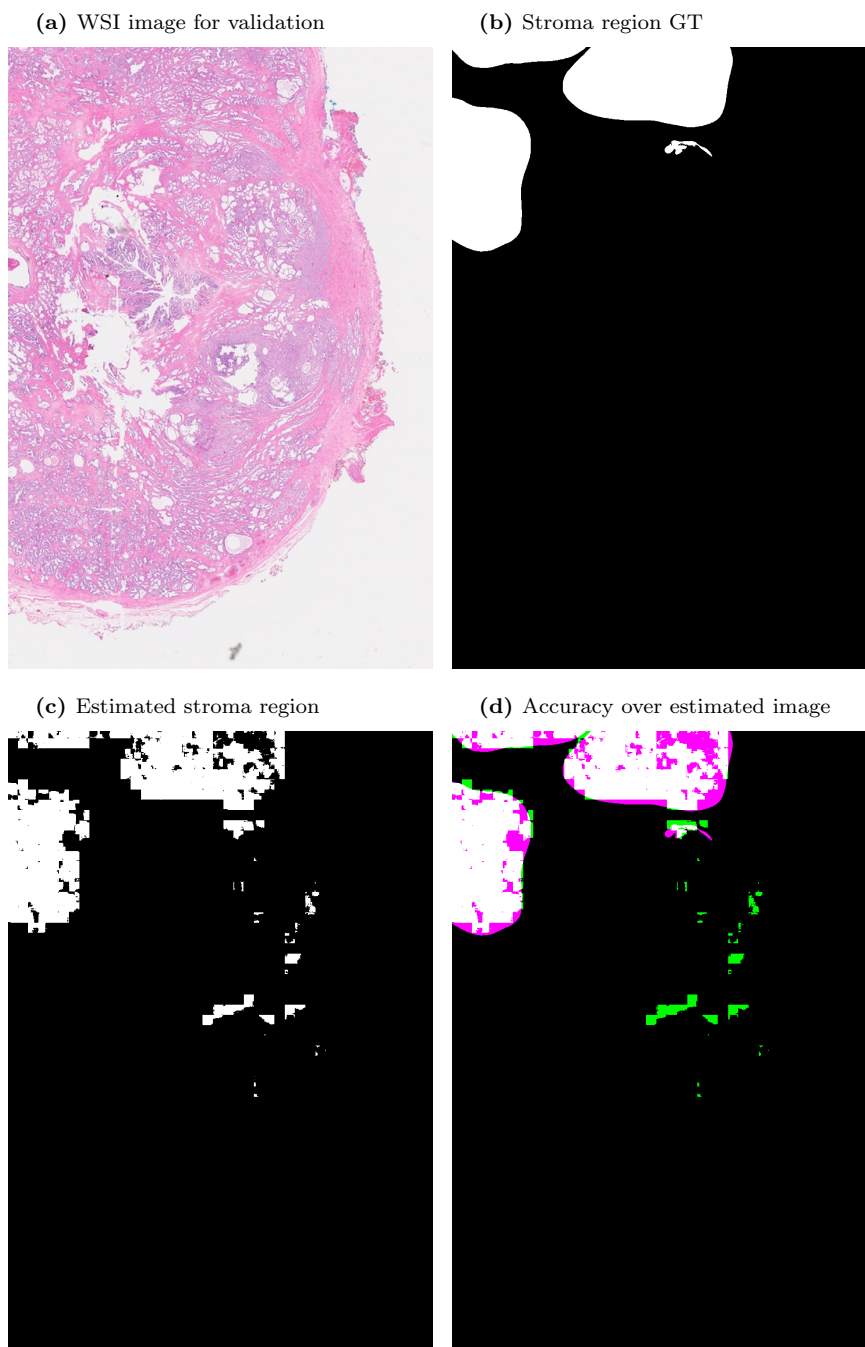 (a) WSI image for validation
(b) Stroma region GT
(c) Estimated stroma region
(d) Accuracy over estimated image